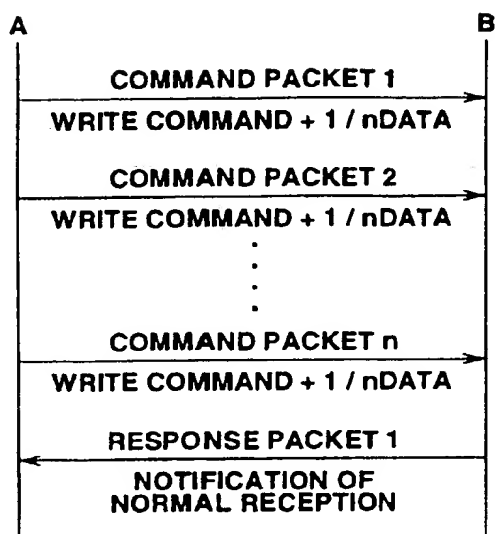 A B
COMMAND PACKET 1
WRITE COMMAND + 1 / nDATA
COMMAND PACKET 2
WRITE COMMAND + 1 / nDATA
COMMAND PACKET n
WRITE COMMAND + 1 / nDATA
RESPONSE PACKET 1
NOTIFICATION OF
NORMAL RECEPTION